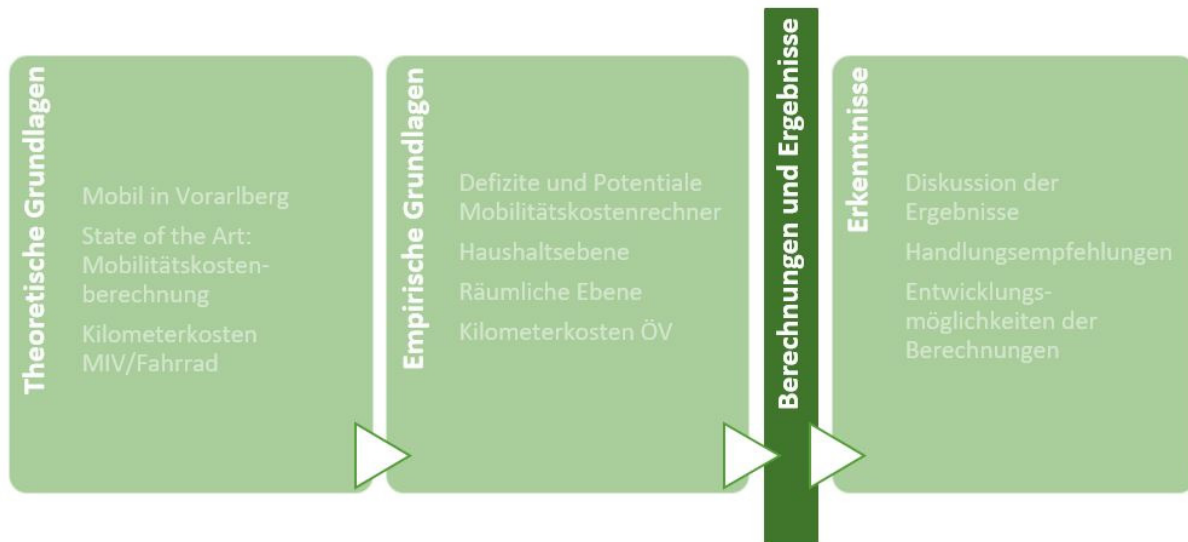 Theoretische Grundlagen
Mobil in Vorarlberg
State of the Art:
Mobilitätskosten-
berechnung
Kilometerkosten
MIV/Fahrrad
Empirische Grundlagen
Defizite und Potentiale
Mobilitätskostenrechner
Haushaltsebene
Räumliche Ebene
Kilometerkosten ÖV
Berechnungen und Ergebnisse
Erkenntnisse
Diskussion der
Ergebnisse
Handlungsempfehlungen
Entwicklungs-
möglichkeiten der
Berechnungen